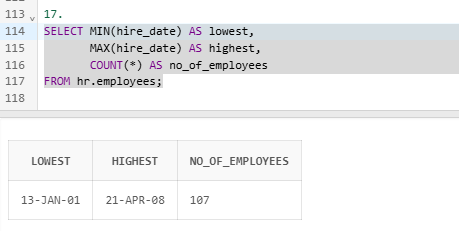 113 17.
114 SELECT MIN(hire_date) AS lowest,
115 MAX(hire_date) AS highest,
116 COUNT(*) AS no_of_employees
117 FROM hr.employees;
118
LOWEST HIGHEST NO_OF_EMPLOYEES
13-JAN-01 21-APR-08 107